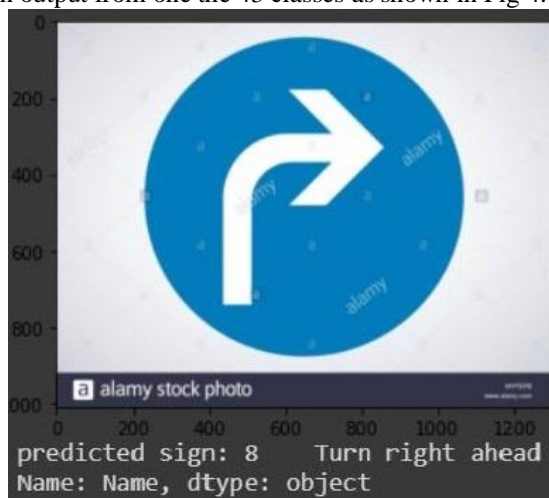 n output from one the 43 classes as shown in Fig 4.
0
200
400
600
800
000
0 200 400 600 800 1000 1200
alamy
alamy
alamy
a alamy stock photo
www.alamy.com
predicted sign: 8    Turn right ahead
Name: Name, dtype: object